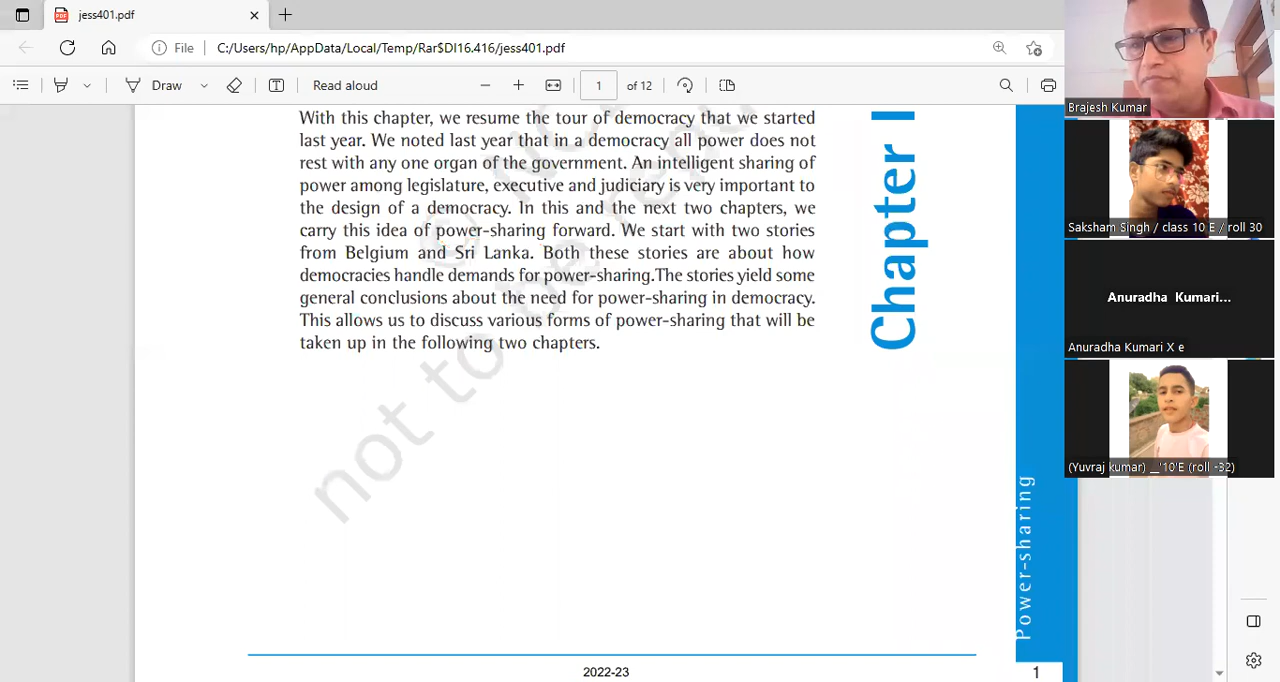 jess401.pdf
File
C:/Users/hp/AppData/Local/Temp/Rar$DI16.416/jess401.pdf
Draw
Read aloud
1
of 12
With this chapter, we resume the tour of democracy that we started
last year. We noted last year that in a democracy all power does not
rest with any one organ of the government. An intelligent sharing of
power among legislature, executive and judiciary is very important to
the design of a democracy. In this and the next two chapters, we
carry this idea of power-sharing forward. We start with two stories
from Belgium and Sri Lanka. Both these stories are about how
democracies handle demands for power-sharing.The stories yield some
general conclusions about the need for power-sharing in democracy.
This allows us to discuss various forms of power-sharing that will be
taken up in the following two chapters.
not to be
Chapter I
Power-sharing
2022-23
1
Brajesh Kumar
Saksham Singh / class 10 E / roll 30
Anuradha Kumari...
Anuradha Kumari X e
(Yuvraj kumar) __'10'E (roll -32)